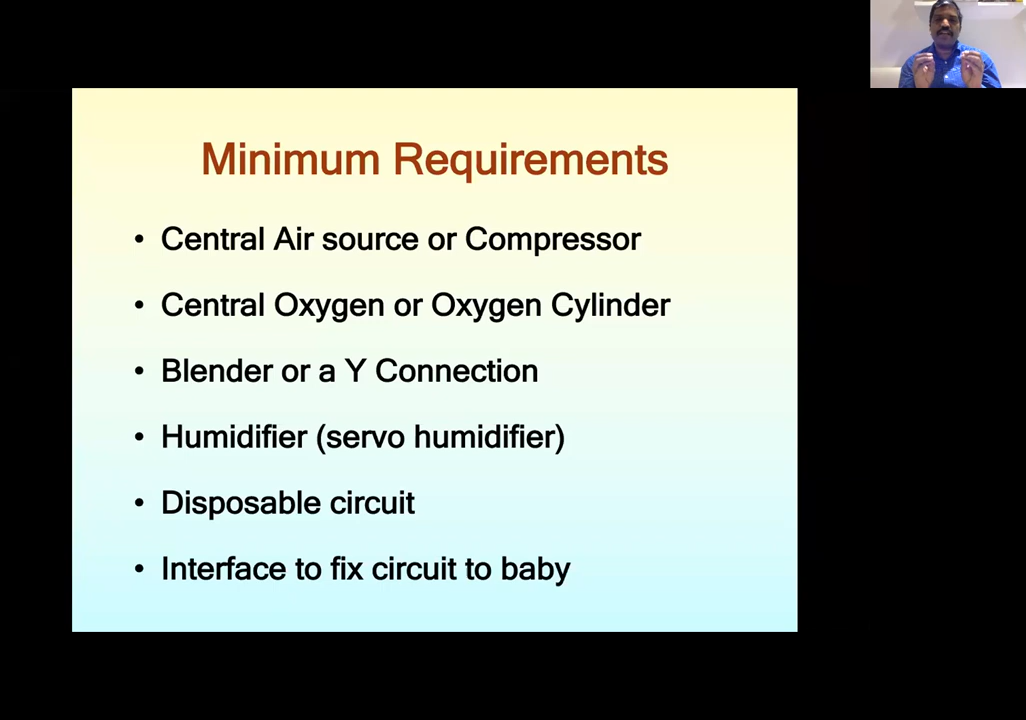 Minimum Requirements
• Central Air source or Compressor
• Central Oxygen or Oxygen Cylinder
• Blender or a Y Connection
• Humidifier (servo humidifier)
• Disposable circuit
• Interface to fix circuit to baby